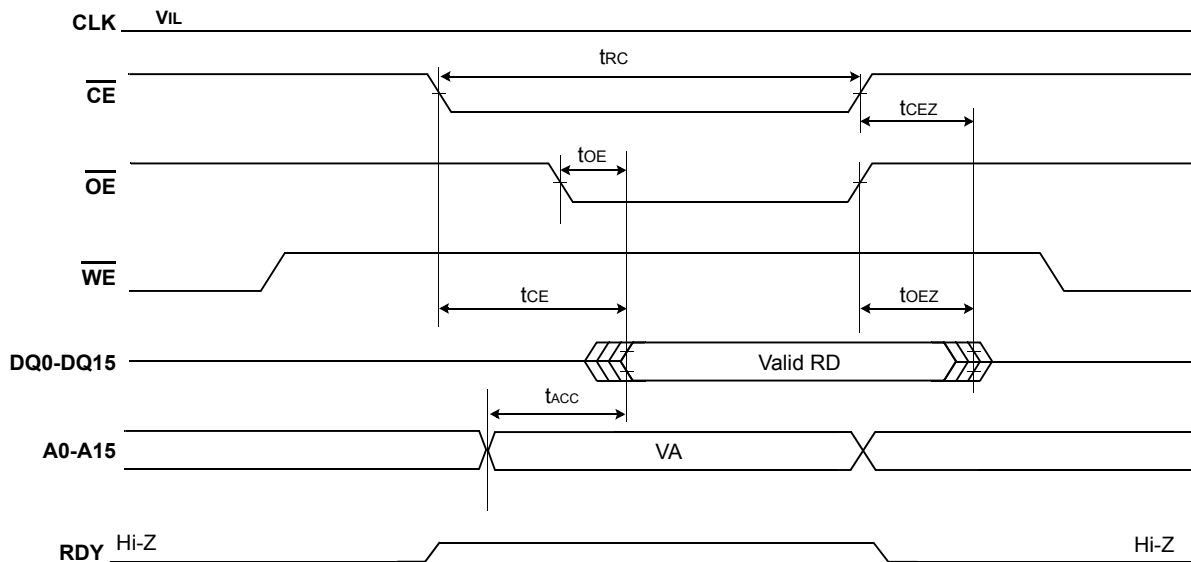 CLK VIL
tRC
CE
tCEZ
tOE
OE
WE
tCE
tOEZ
DQ0-DQ15 Valid RD
tACC
A0-A15 VA
RDY Hi-Z Hi-Z